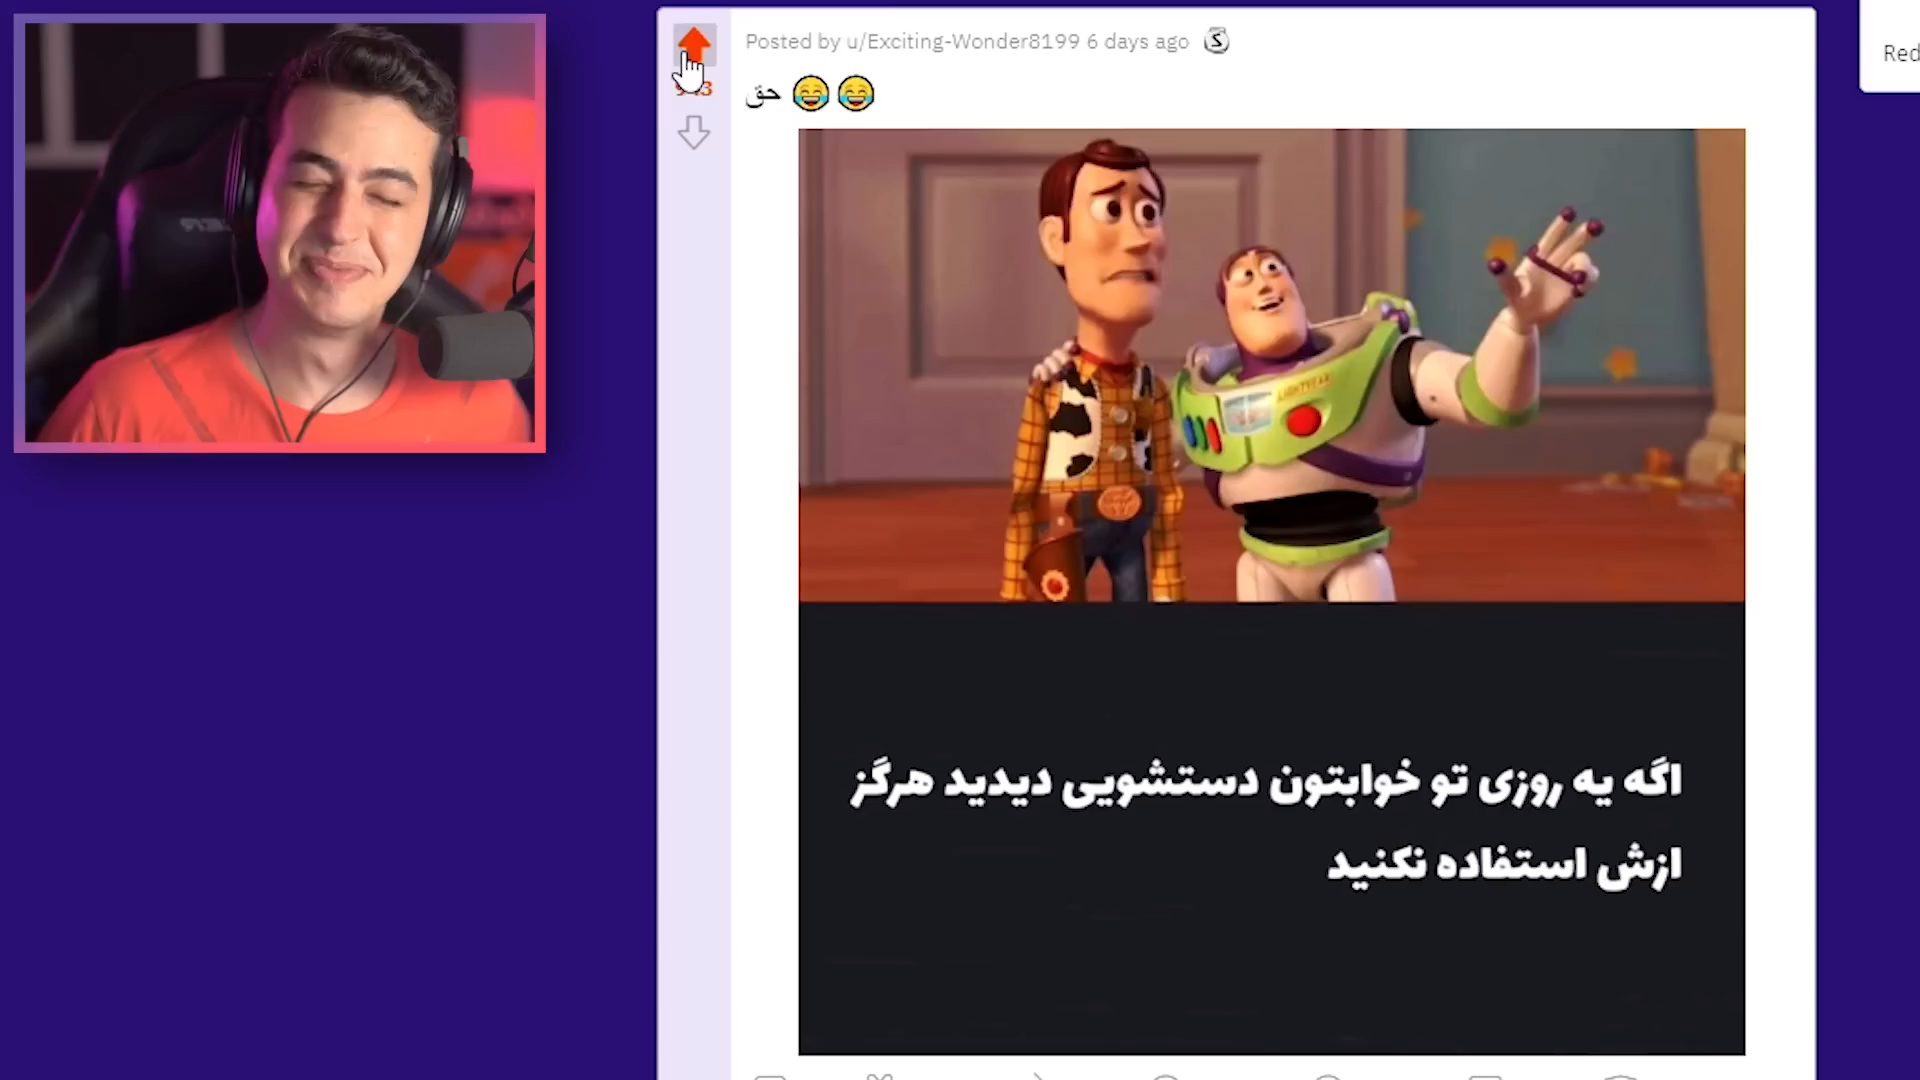 Posted by u/Exciting-Wonder8199 6 days ago
حق 😂😂
LIGHTYEAR
اگه یه روزی تو خوابتون دستشویی دیدید هرگز
ازش استفاده نکنید